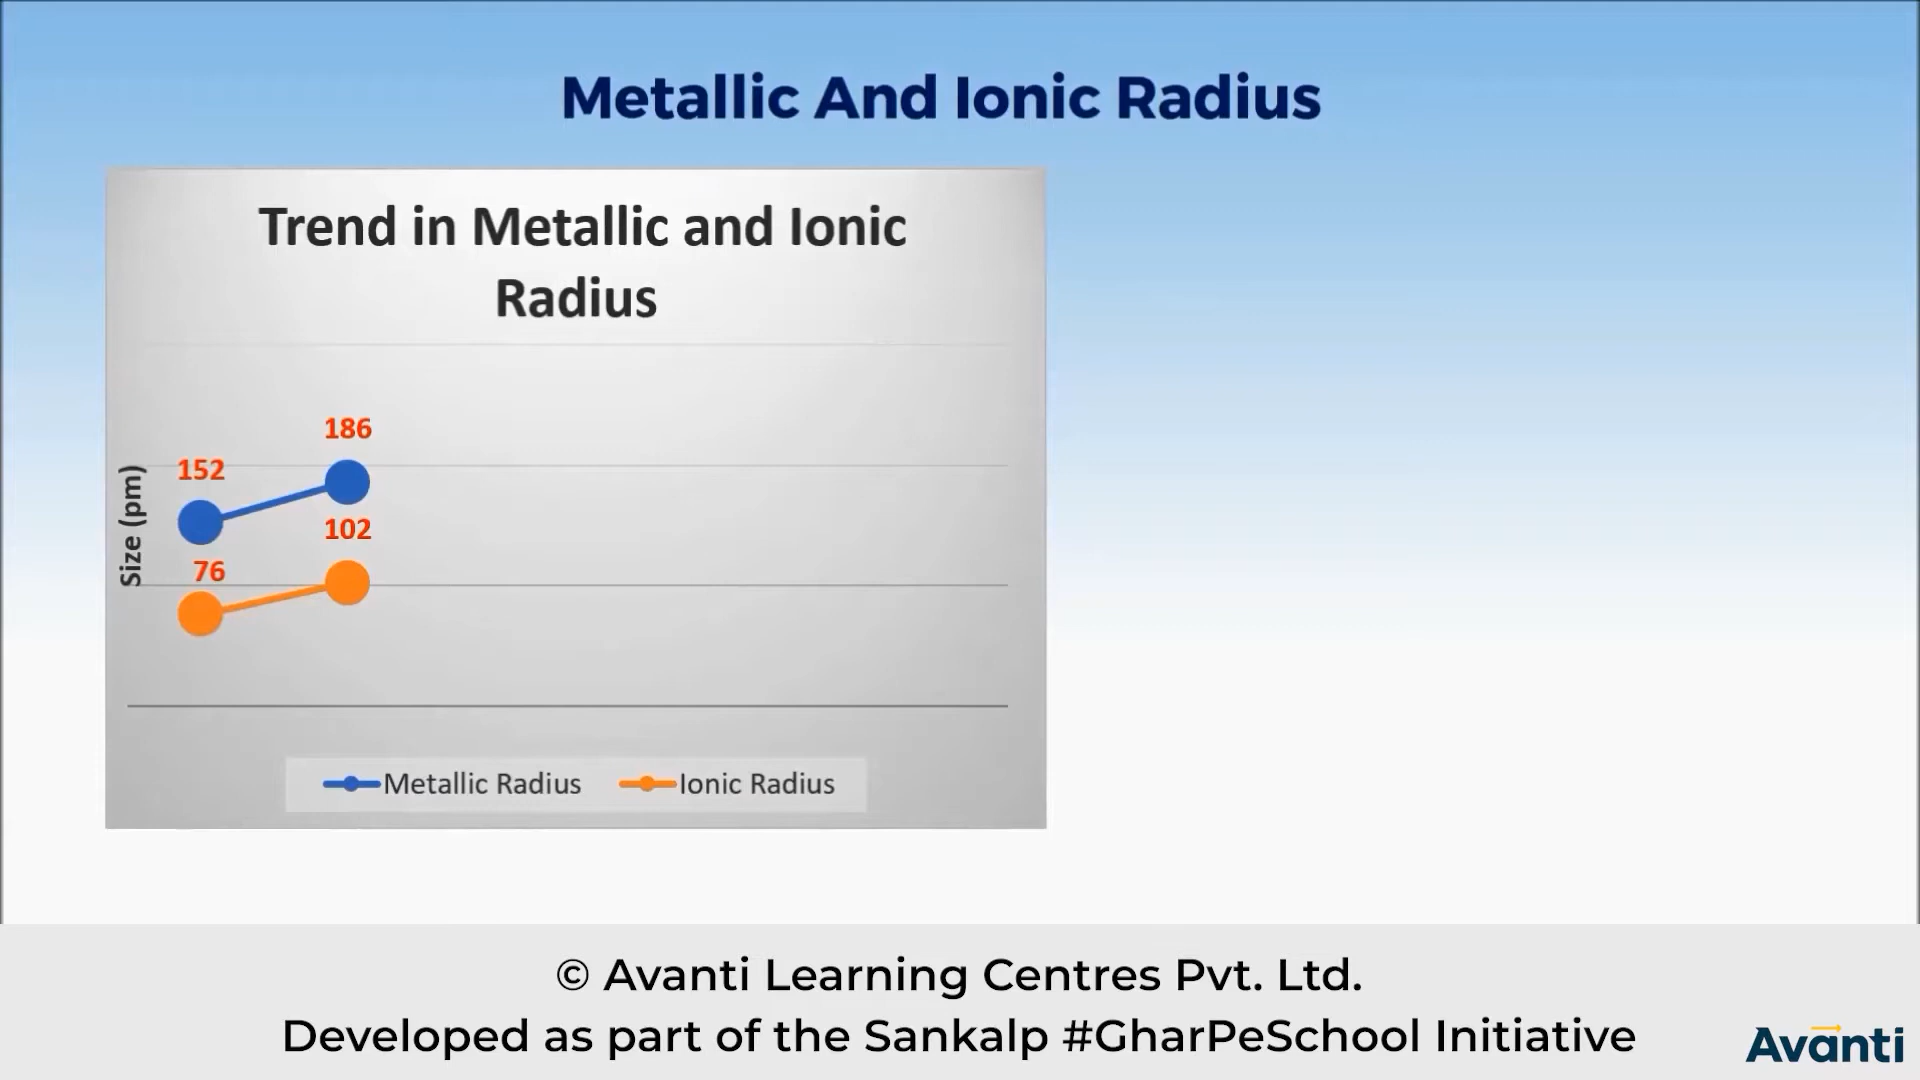 Metallic And Ionic Radius
Trend in Metallic and Ionic
Radius
186
152
102
76
Size (pm)
Metallic Radius
Ionic Radius
© Avanti Learning Centres Pvt. Ltd.
Developed as part of the Sankalp #GharPeSchool Initiative
Avanti